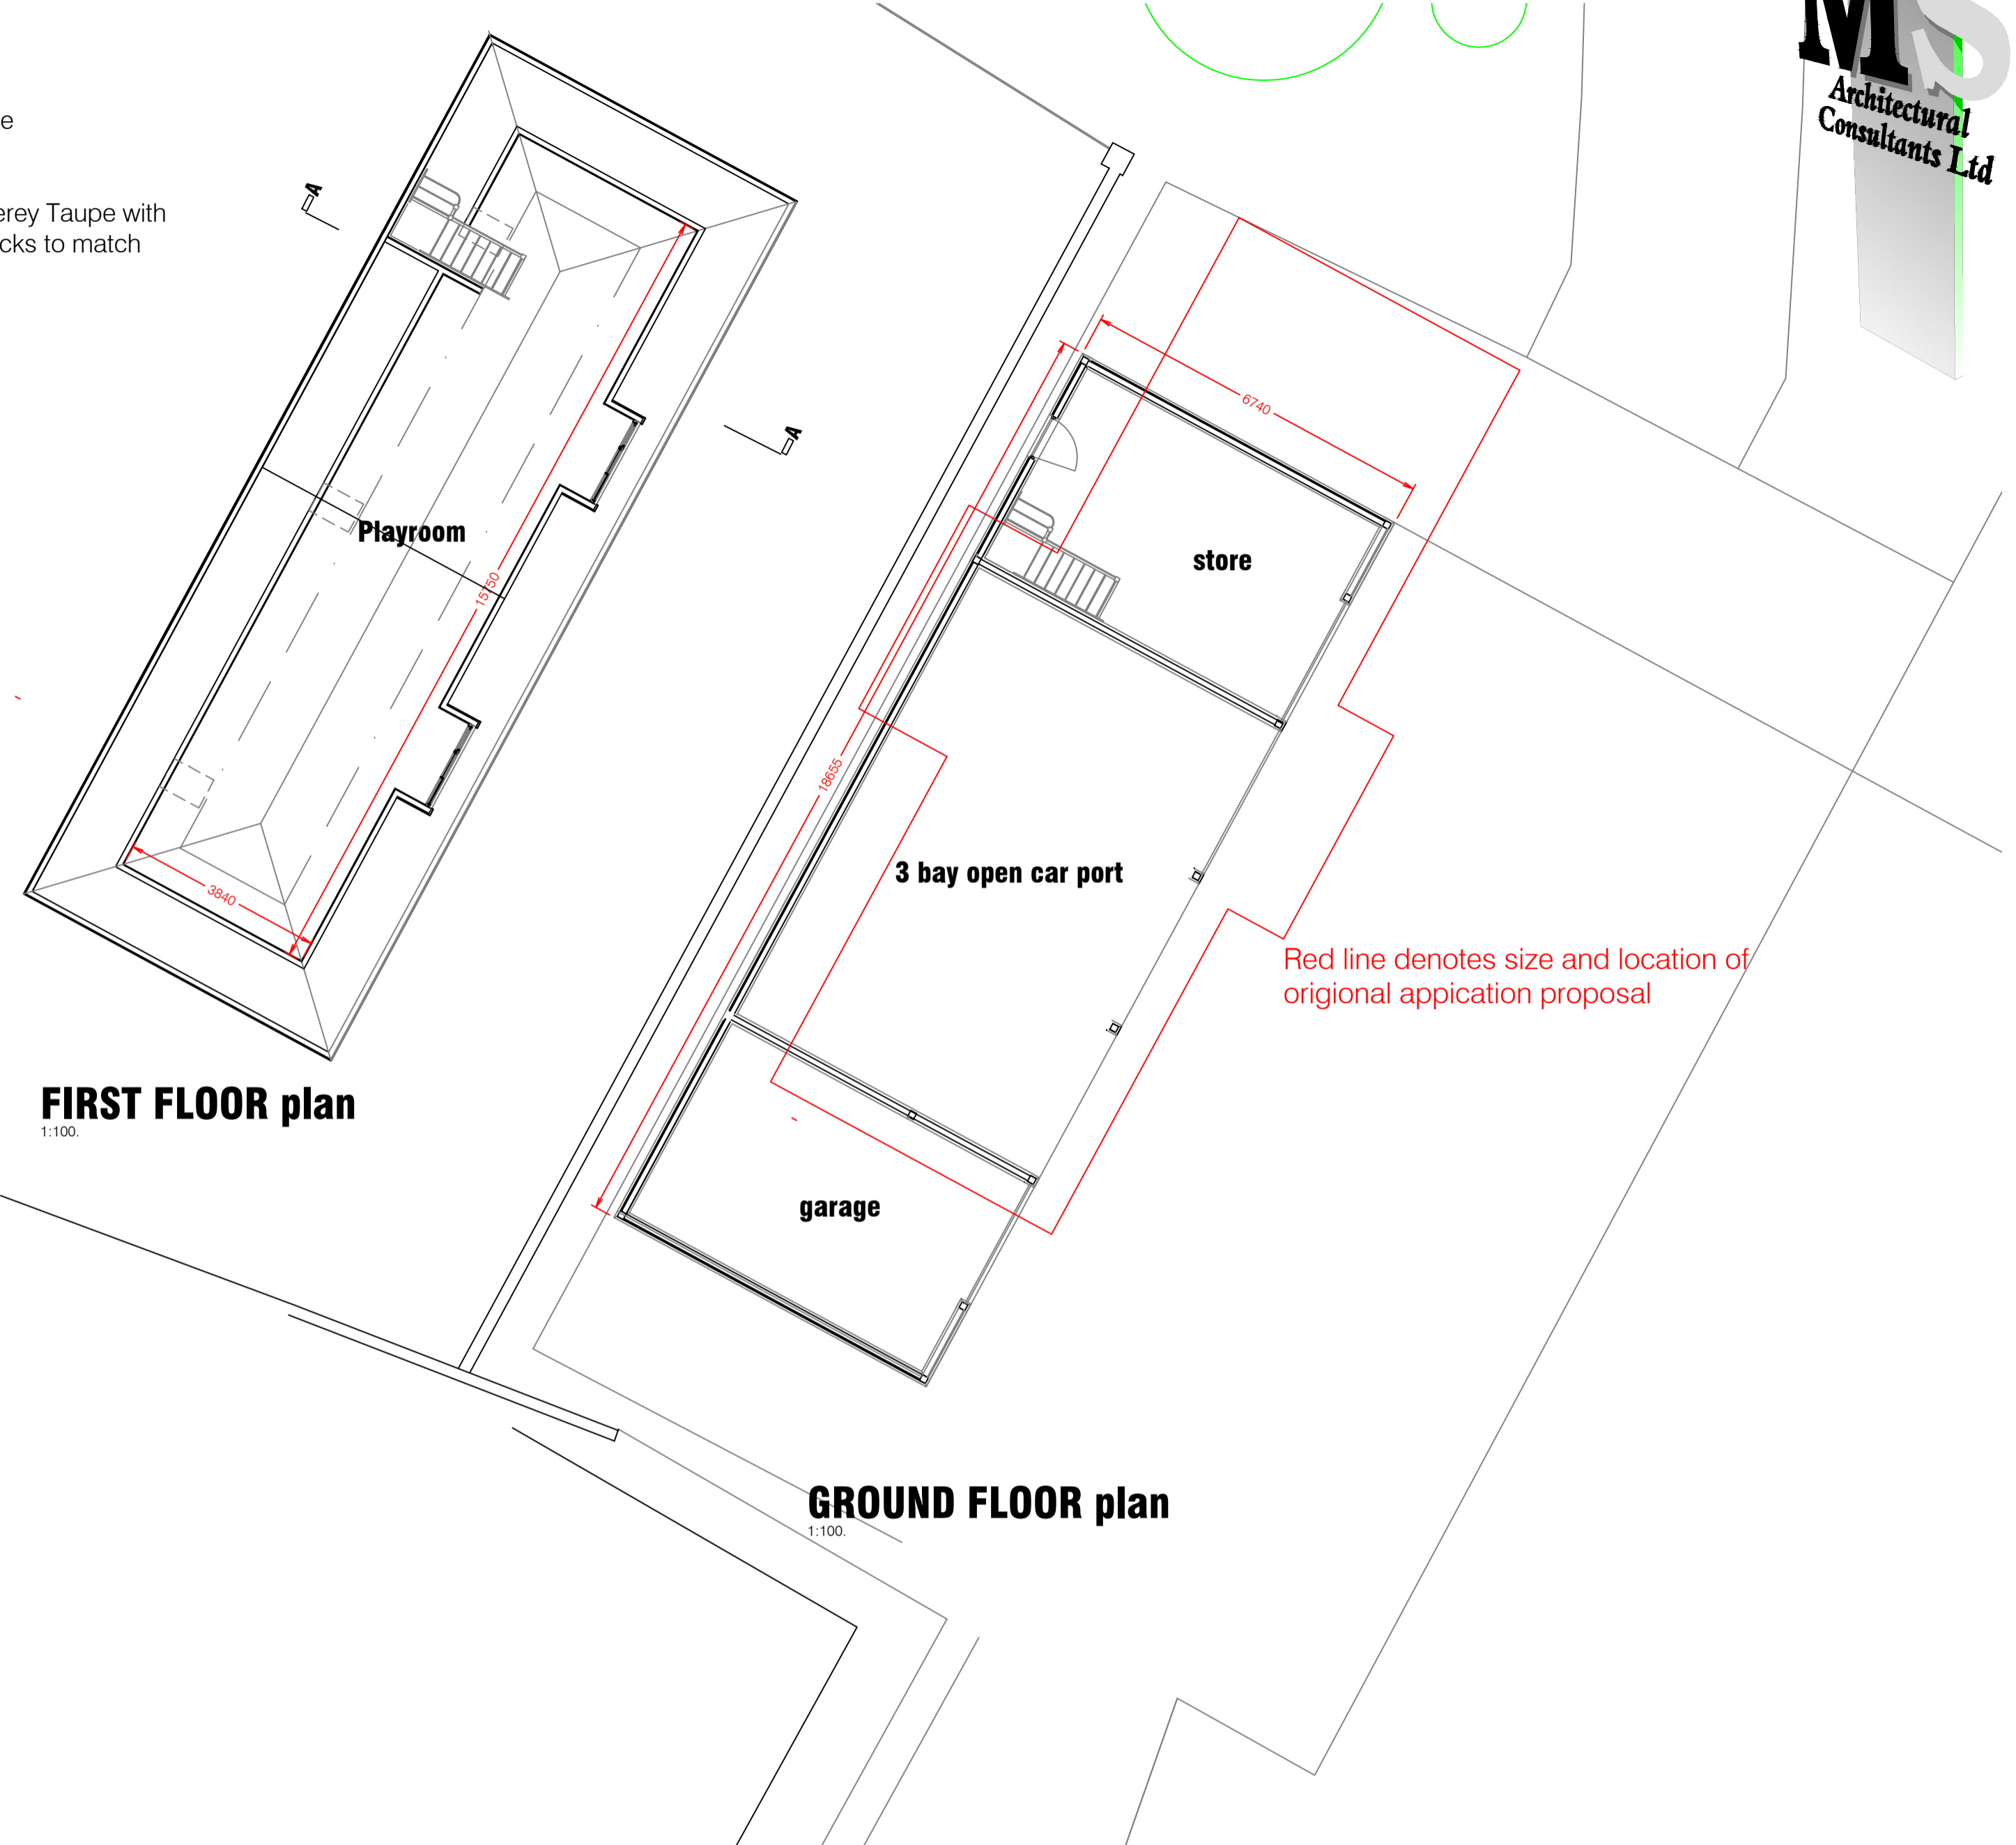 e
erey Taupe with
cks to match
MS
Architectural
Consultants Ltd
A
A
Playroom
15750
3840
FIRST FLOOR plan
1:100.
6740
store
18655
3 bay open car port
garage
Red line denotes size and location of
origional appication proposal
GROUND FLOOR plan
1:100.